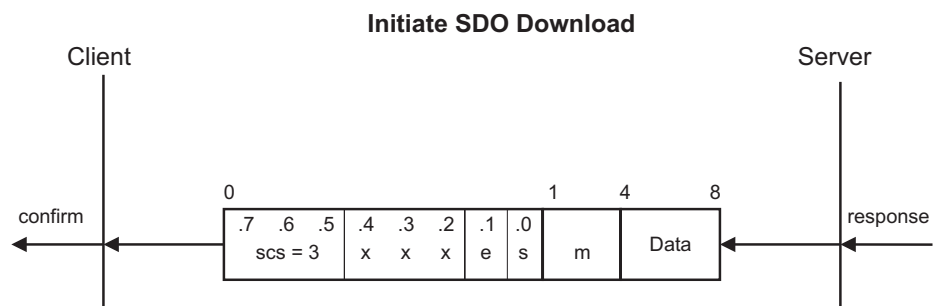 Initiate SDO Download
Client Server
0 1 4 8
confirm response
.7 .6 .5 .4 .3 .2 .1 .0
scs = 3 x x x e s m Data